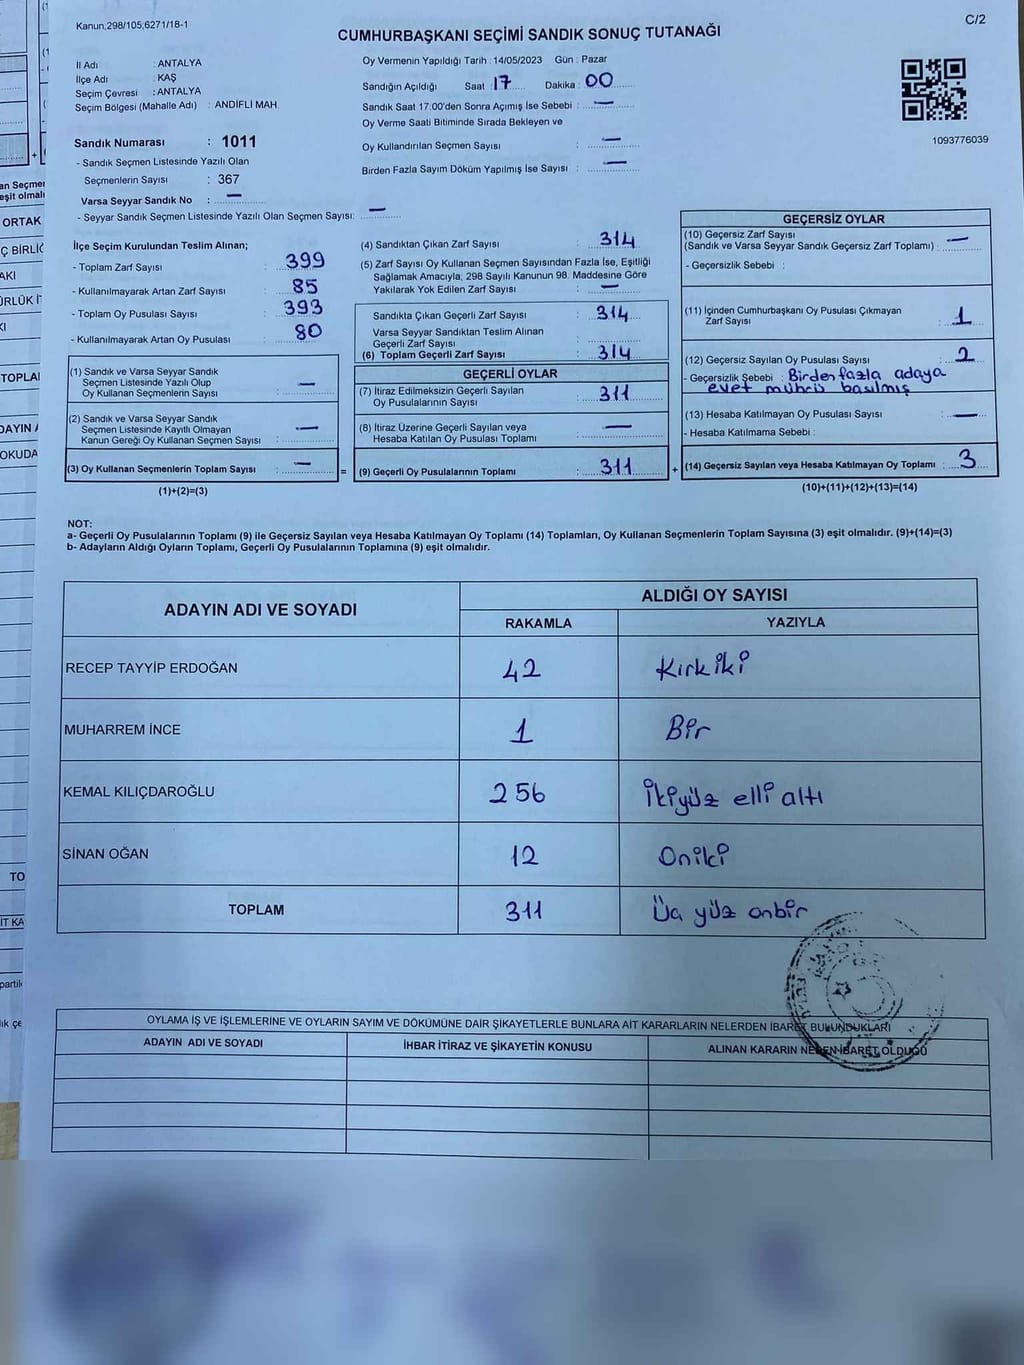 Kanun,298/105,6271/18-1
C/2
CUMHURBAŞKANI SEÇİMİ SANDIK SONUÇ TUTANAĞI
İl Adı : ANTALYA
İlçe Adı : KAŞ
Seçim Çevresi : ANTALYA
Seçim Bölgesi (Mahalle Adı) : ANDİFLİ MAH.
Sandık Numarası : 1011
- Sandık Seçmen Listesinde Yazılı Olan
Seçmenlerin Sayısı : 367
Varsa Seyyar Sandık No : —
- Seyyar Sandık Seçmen Listesinde Yazılı Olan Seçmen Sayısı: —
Oy Vermenin Yapıldığı Tarih : 14/05/2023 Gün : Pazar
Sandığın Açıldığı Saat : 17 Dakika : 00
Sandık Saat 17:00'den Sonra Açımış İse Sebebi : —
Oy Verme Saati Bitiminde Sırada Bekleyen ve
Oy Kullandırılan Seçmen Sayısı : —
Birden Fazla Sayım Döküm Yapılmış İse Sayısı : —
1093776039
İlçe Seçim Kurulundan Teslim Alınan;
- Toplam Zarf Sayısı : 399
- Kullanılmayarak Artan Zarf Sayısı : 85
- Toplam Oy Pusulası Sayısı : 393
- Kullanılmayarak Artan Oy Pusulası : 80
(1) Sandık ve Varsa Seyyar Sandık
Seçmen Listesinde Yazılı Olup
Oy Kullanan Seçmenlerin Sayısı : —
(2) Sandık ve Varsa Seyyar Sandık
Seçmen Listesinde Kayıtlı Olmayan
Kanun Gereği Oy Kullanan Seçmen Sayısı : —
(3) Oy Kullanan Seçmenlerin Toplam Sayısı : — =
(1)+(2)=(3)
(4) Sandıktan Çıkan Zarf Sayısı : 314
(5) Zarf Sayısı Oy Kullanan Seçmen Sayısından Fazla İse, Eşitliği
Sağlamak Amacıyla, 298 Sayılı Kanunun 98. Maddesine Göre
Yakılarak Yok Edilen Zarf Sayısı : —
Sandıkta Çıkan Geçerli Zarf Sayısı : 314
Varsa Seyyar Sandıktan Teslim Alınan
Geçerli Zarf Sayısı :
(6) Toplam Geçerli Zarf Sayısı : 314
GEÇERLİ OYLAR
(7) İtiraz Edilmeksizin Geçerli Sayılan
Oy Pusulalarının Sayısı : 311
(8) İtiraz Üzerine Geçerli Sayılan veya
Hesaba Katılan Oy Pusulası Toplamı : —
(9) Geçerli Oy Pusulalarının Toplamı : 311 +
GEÇERSİZ OYLAR
(10) Geçersiz Zarf Sayısı
(Sandık ve Varsa Seyyar Sandık Geçersiz Zarf Toplamı) : —
- Geçersizlik Sebebi :
(11) İçinden Cumhurbaşkanı Oy Pusulası Çıkmayan
Zarf Sayısı : 1
(12) Geçersiz Sayılan Oy Pusulası Sayısı : 2
- Geçersizlik Sebebi : Birden fazla adaya
evet mührü basılmış
(13) Hesaba Katılmayan Oy Pusulası Sayısı : —
- Hesaba Katılmama Sebebi :
(14) Geçersiz Sayılan veya Hesaba Katılmayan Oy Toplamı : 3
(10)+(11)+(12)+(13)=(14)
NOT:
a- Geçerli Oy Pusulalarının Toplamı (9) ile Geçersiz Sayılan veya Hesaba Katılmayan Oy Toplamı (14) Toplamları, Oy Kullanan Seçmenlerin Toplam Sayısına (3) eşit olmalıdır. (9)+(14)=(3)
b- Adayların Aldığı Oyların Toplamı, Geçerli Oy Pusulalarının Toplamına (9) eşit olmalıdır.
ADAYIN ADI VE SOYADI
ALDIĞI OY SAYISI
RAKAMLA YAZIYLA
RECEP TAYYİP ERDOĞAN 42 Kırkiki
MUHARREM İNCE 1 Bir
KEMAL KILIÇDAROĞLU 256 ikiyüz elli altı
SİNAN OĞAN 12 Oniki
TOPLAM 311 Üç yüz onbir
OYLAMA İŞ VE İŞLEMLERİNE VE OYLARIN SAYIM VE DÖKÜMÜNE DAİR ŞİKAYETLERLE BUNLARA AİT KARARLARIN NELERDEN İBARET BULUNDUKLARI
ADAYIN ADI VE SOYADI İHBAR İTİRAZ VE ŞİKAYETİN KONUSU ALINAN KARARIN NEDEN İBARET OLDUĞU